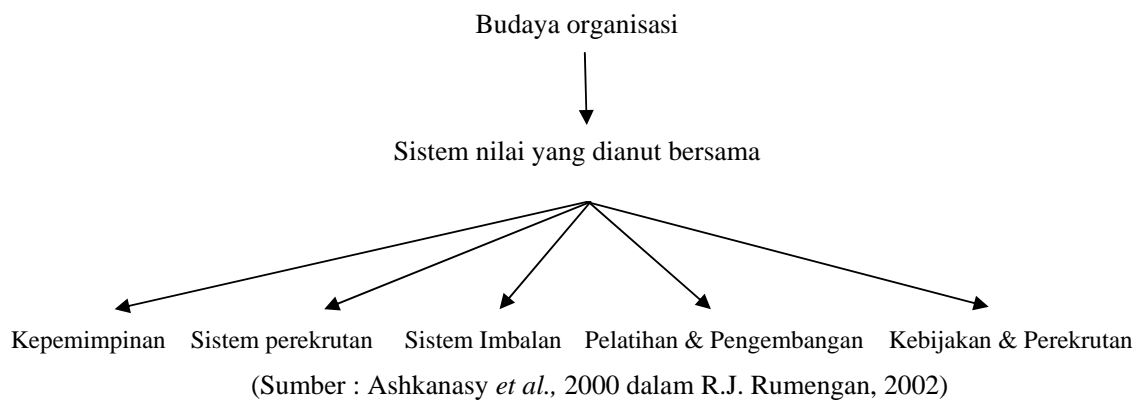 Budaya organisasi
Sistem nilai yang dianut bersama
Kepemimpinan Sistem perekrutan Sistem Imbalan Pelatihan & Pengembangan Kebijakan & Perekrutan
(Sumber : Ashkanasy et al., 2000 dalam R.J. Rumengan, 2002)